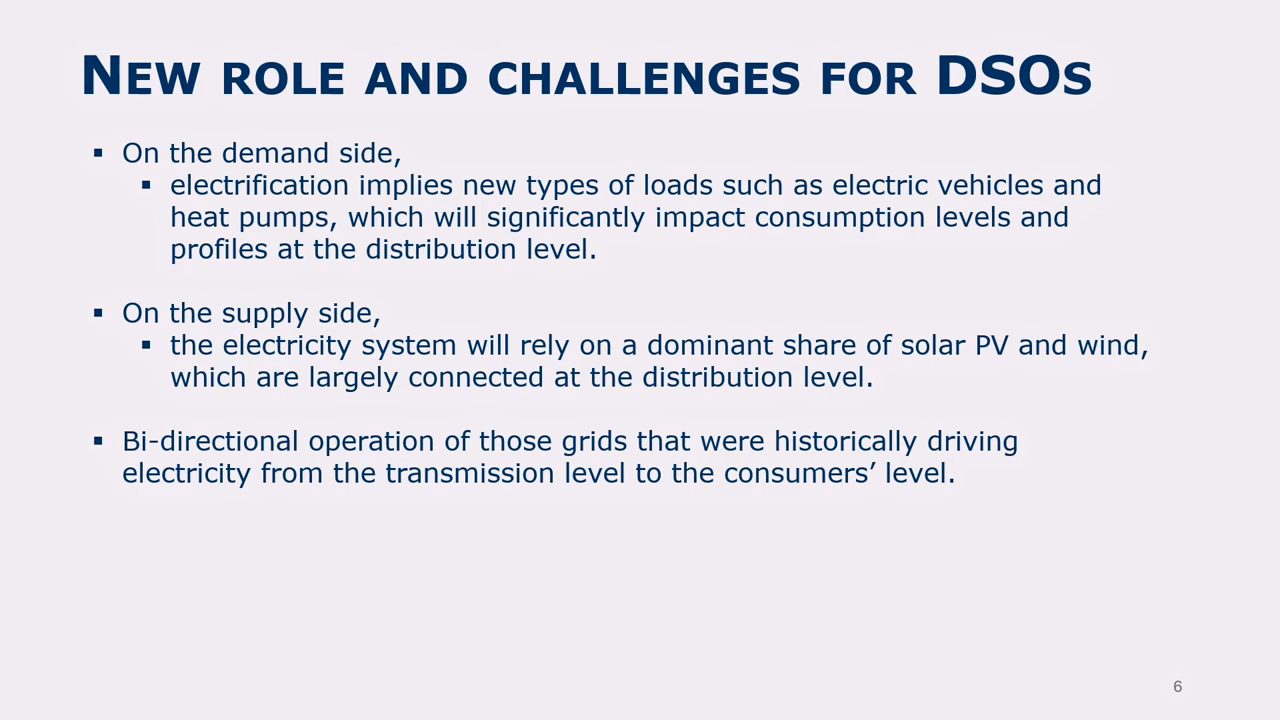 NEW ROLE AND CHALLENGES FOR DSOS
▪ On the demand side,
▪ electrification implies new types of loads such as electric vehicles and
heat pumps, which will significantly impact consumption levels and
profiles at the distribution level.
▪ On the supply side,
▪ the electricity system will rely on a dominant share of solar PV and wind,
which are largely connected at the distribution level.
▪ Bi-directional operation of those grids that were historically driving
electricity from the transmission level to the consumers’ level.
6